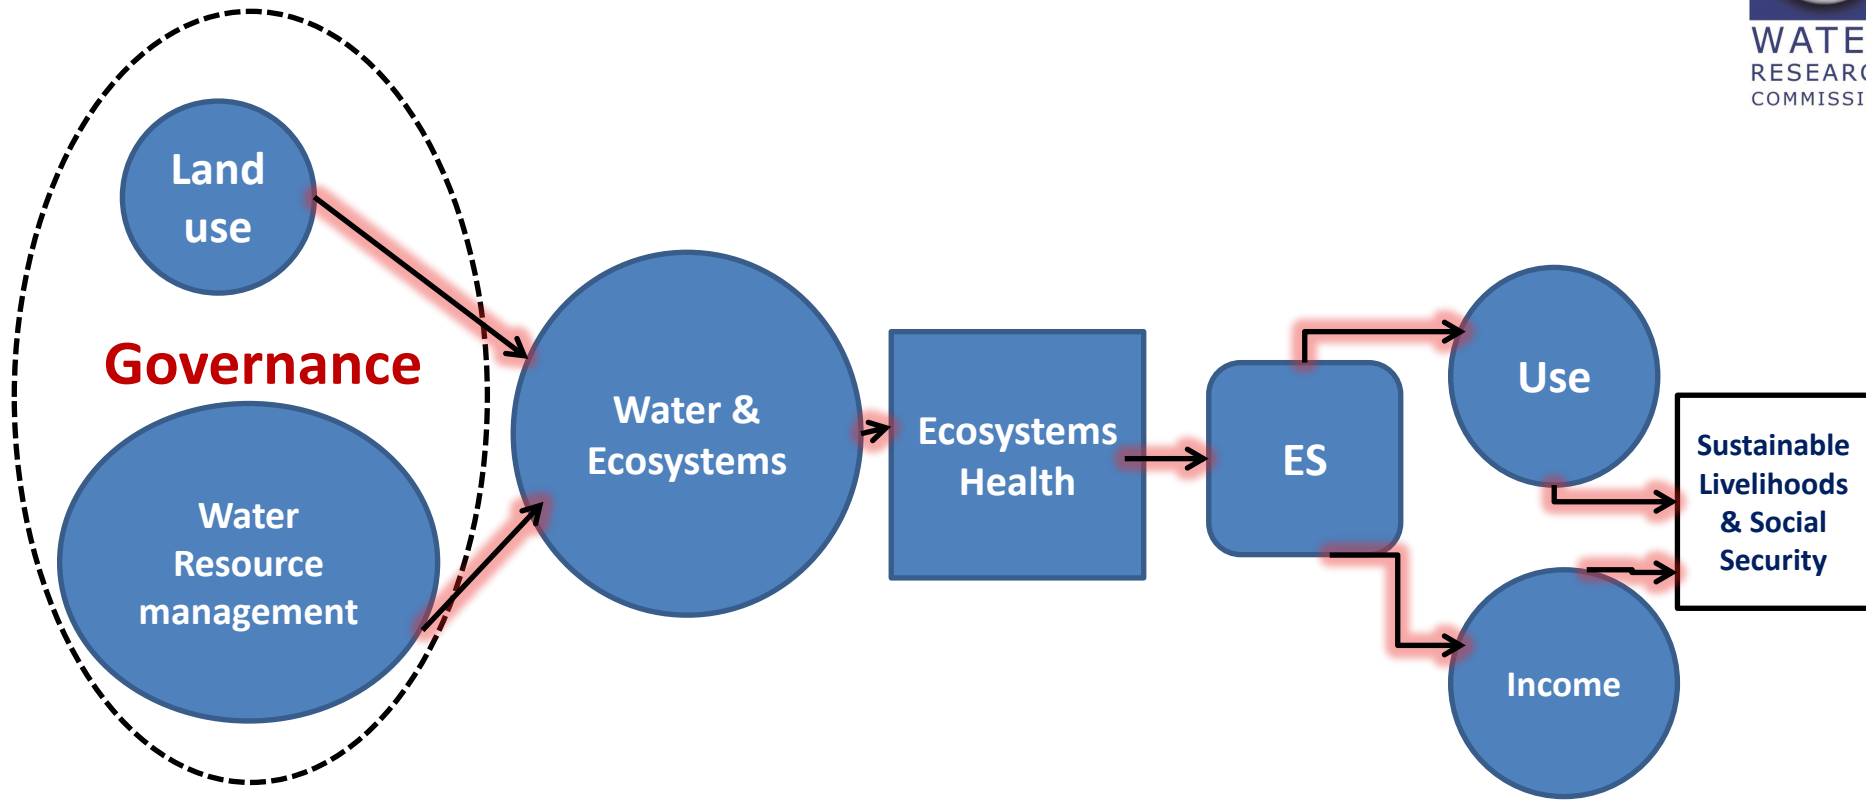 WATE
RESEARC
COMMISSI
Land
use
Governance
Water
Resource
management
Water &
Ecosystems
Ecosystems
Health
ES
Use
Income
Sustainable
Livelihoods
& Social
Security